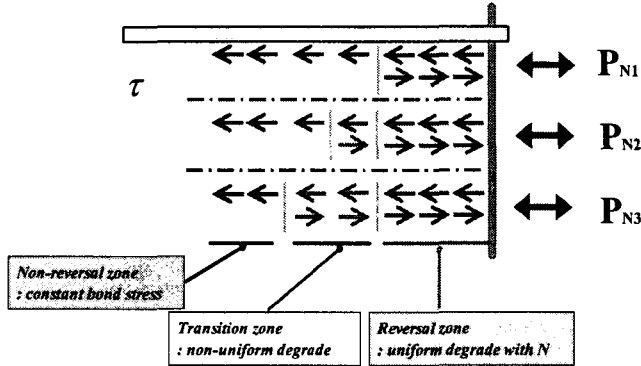 τ
P_N1
P_N2
P_N3
Non-reversal zone
: constant bond stress
Transition zone
: non-uniform degrade
Reversal zone
: uniform degrade with N